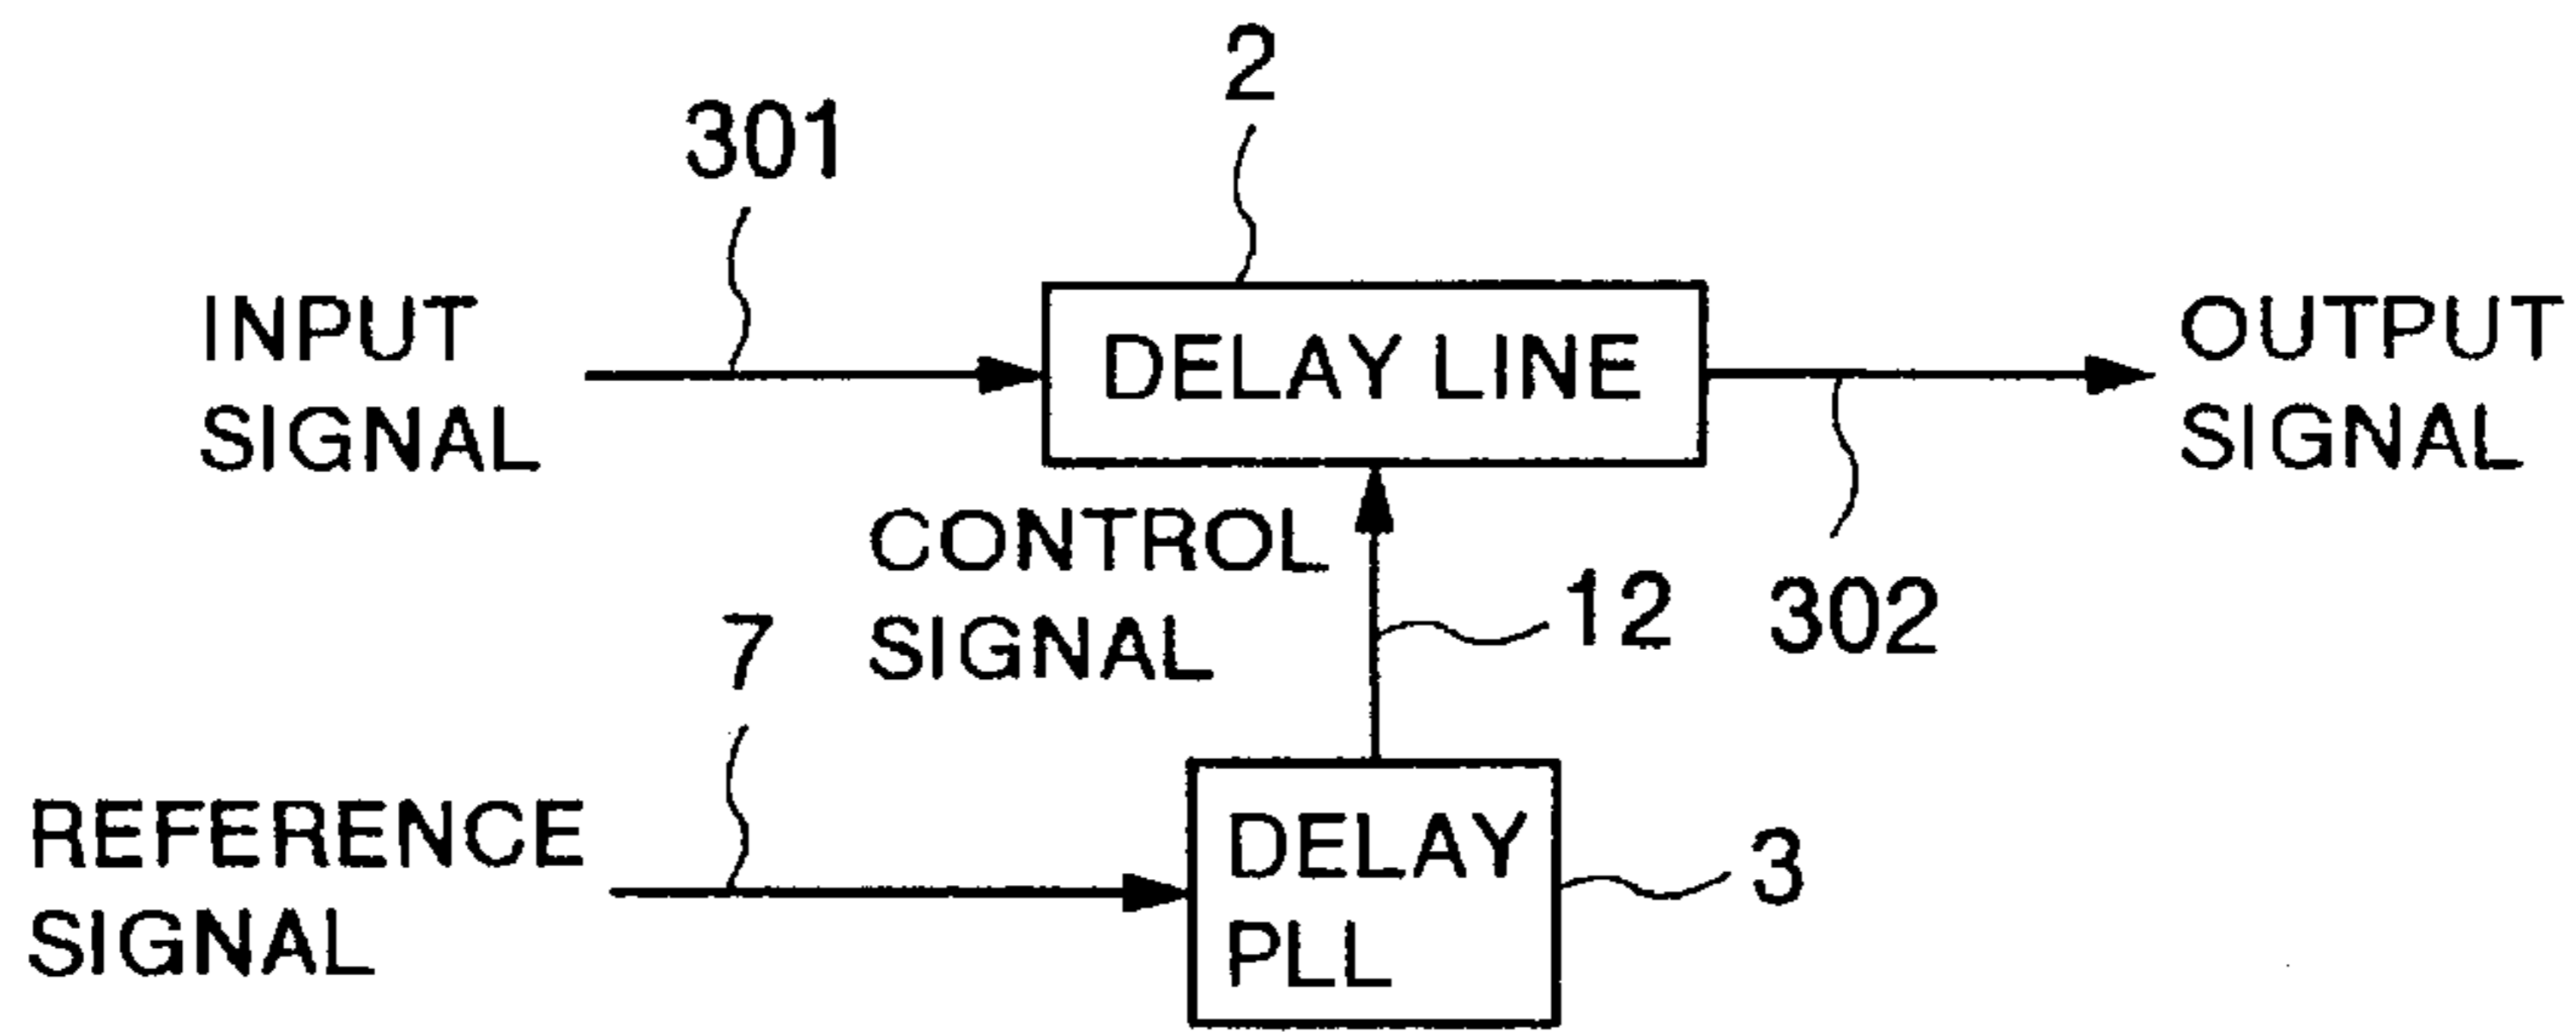 2
301
INPUT
SIGNAL
DELAY LINE
OUTPUT
SIGNAL
CONTROL
SIGNAL
12
302
7
REFERENCE
SIGNAL
DELAY
PLL
3